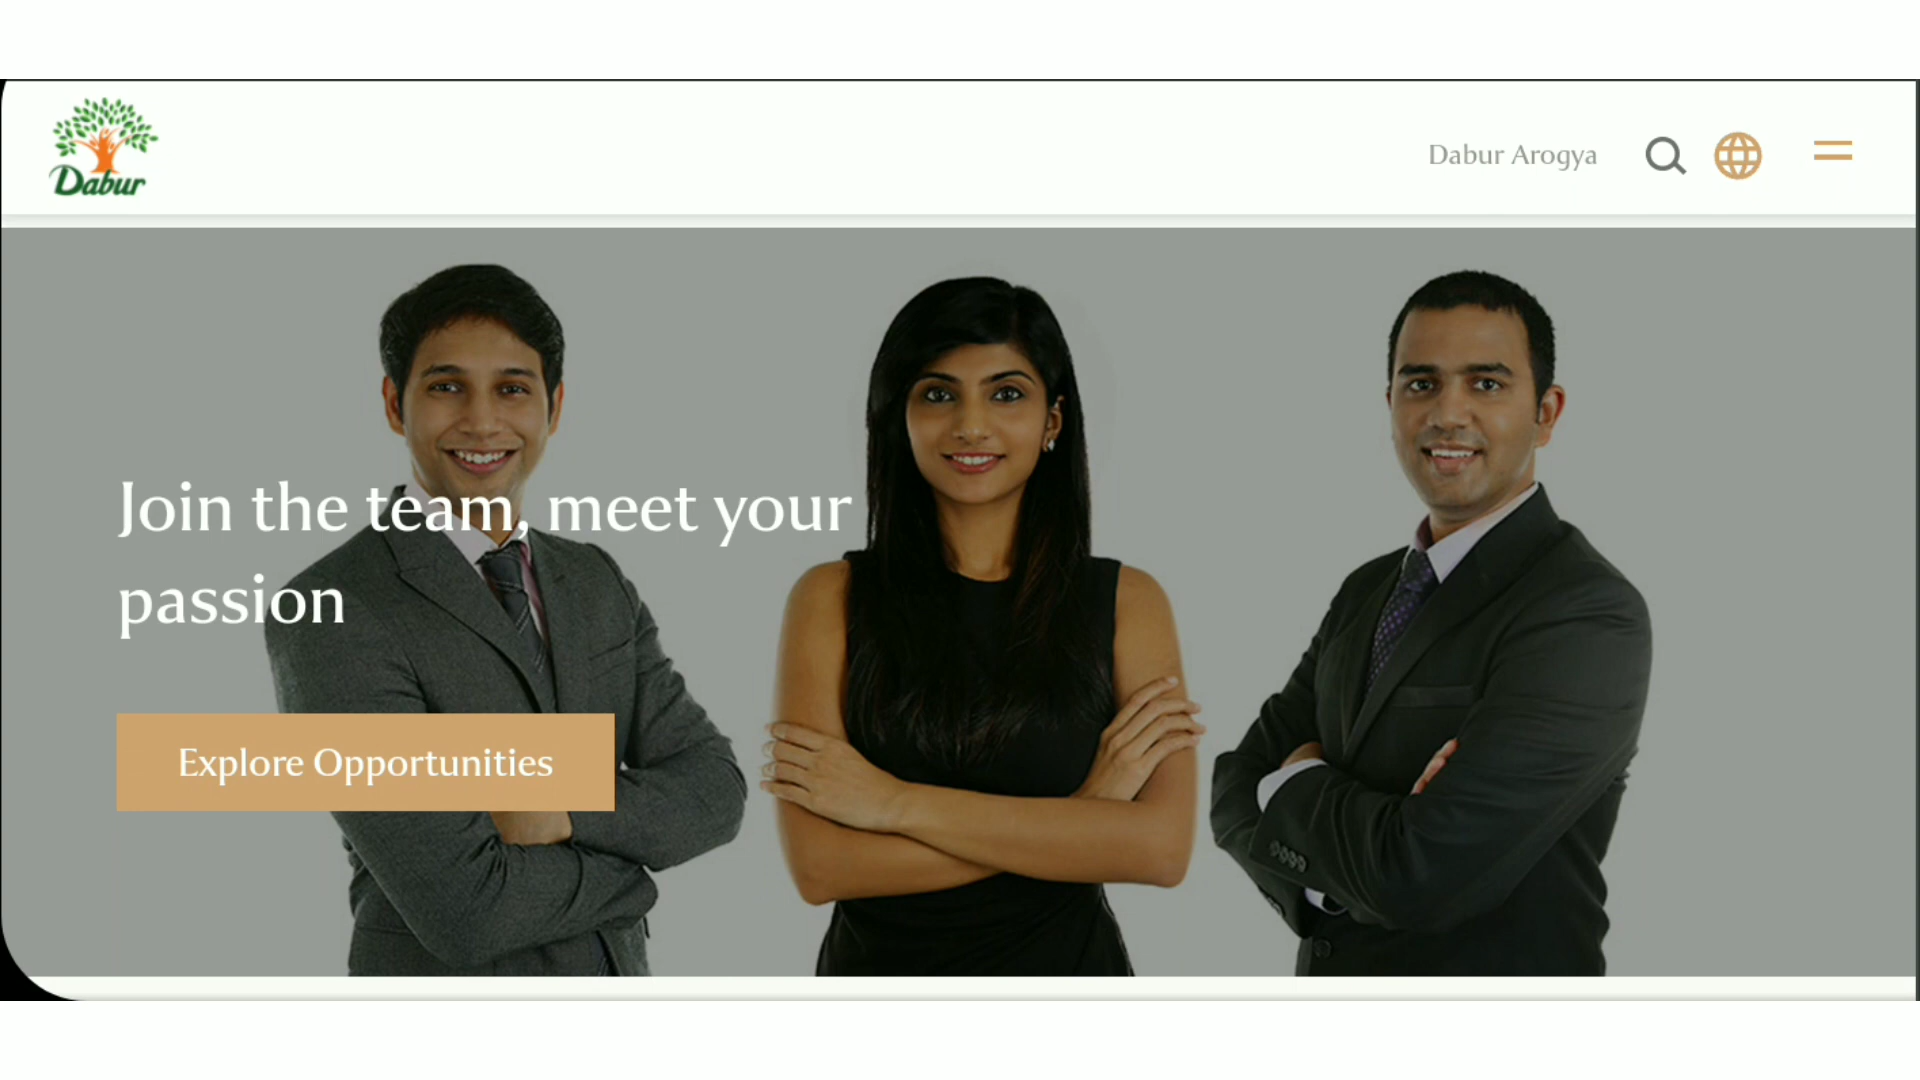 Dabur
Dabur Arogya
Join the team, meet your
passion
Explore Opportunities